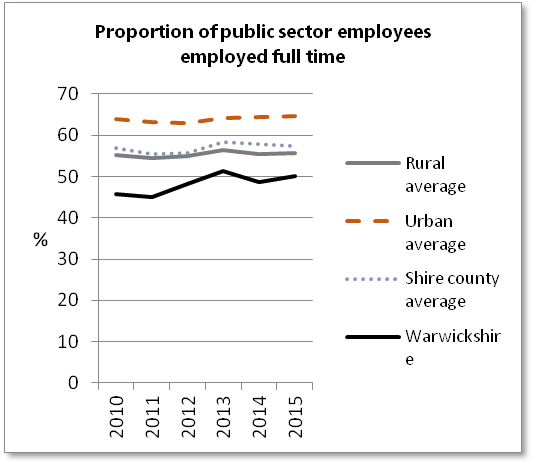 Proportion of public sector employees
employed full time
70
60
50
40
30
20
10
0
%
2010
2011
2012
2013
2014
2015
Rural
average
Urban
average
Shire county
average
Warwickshir
e